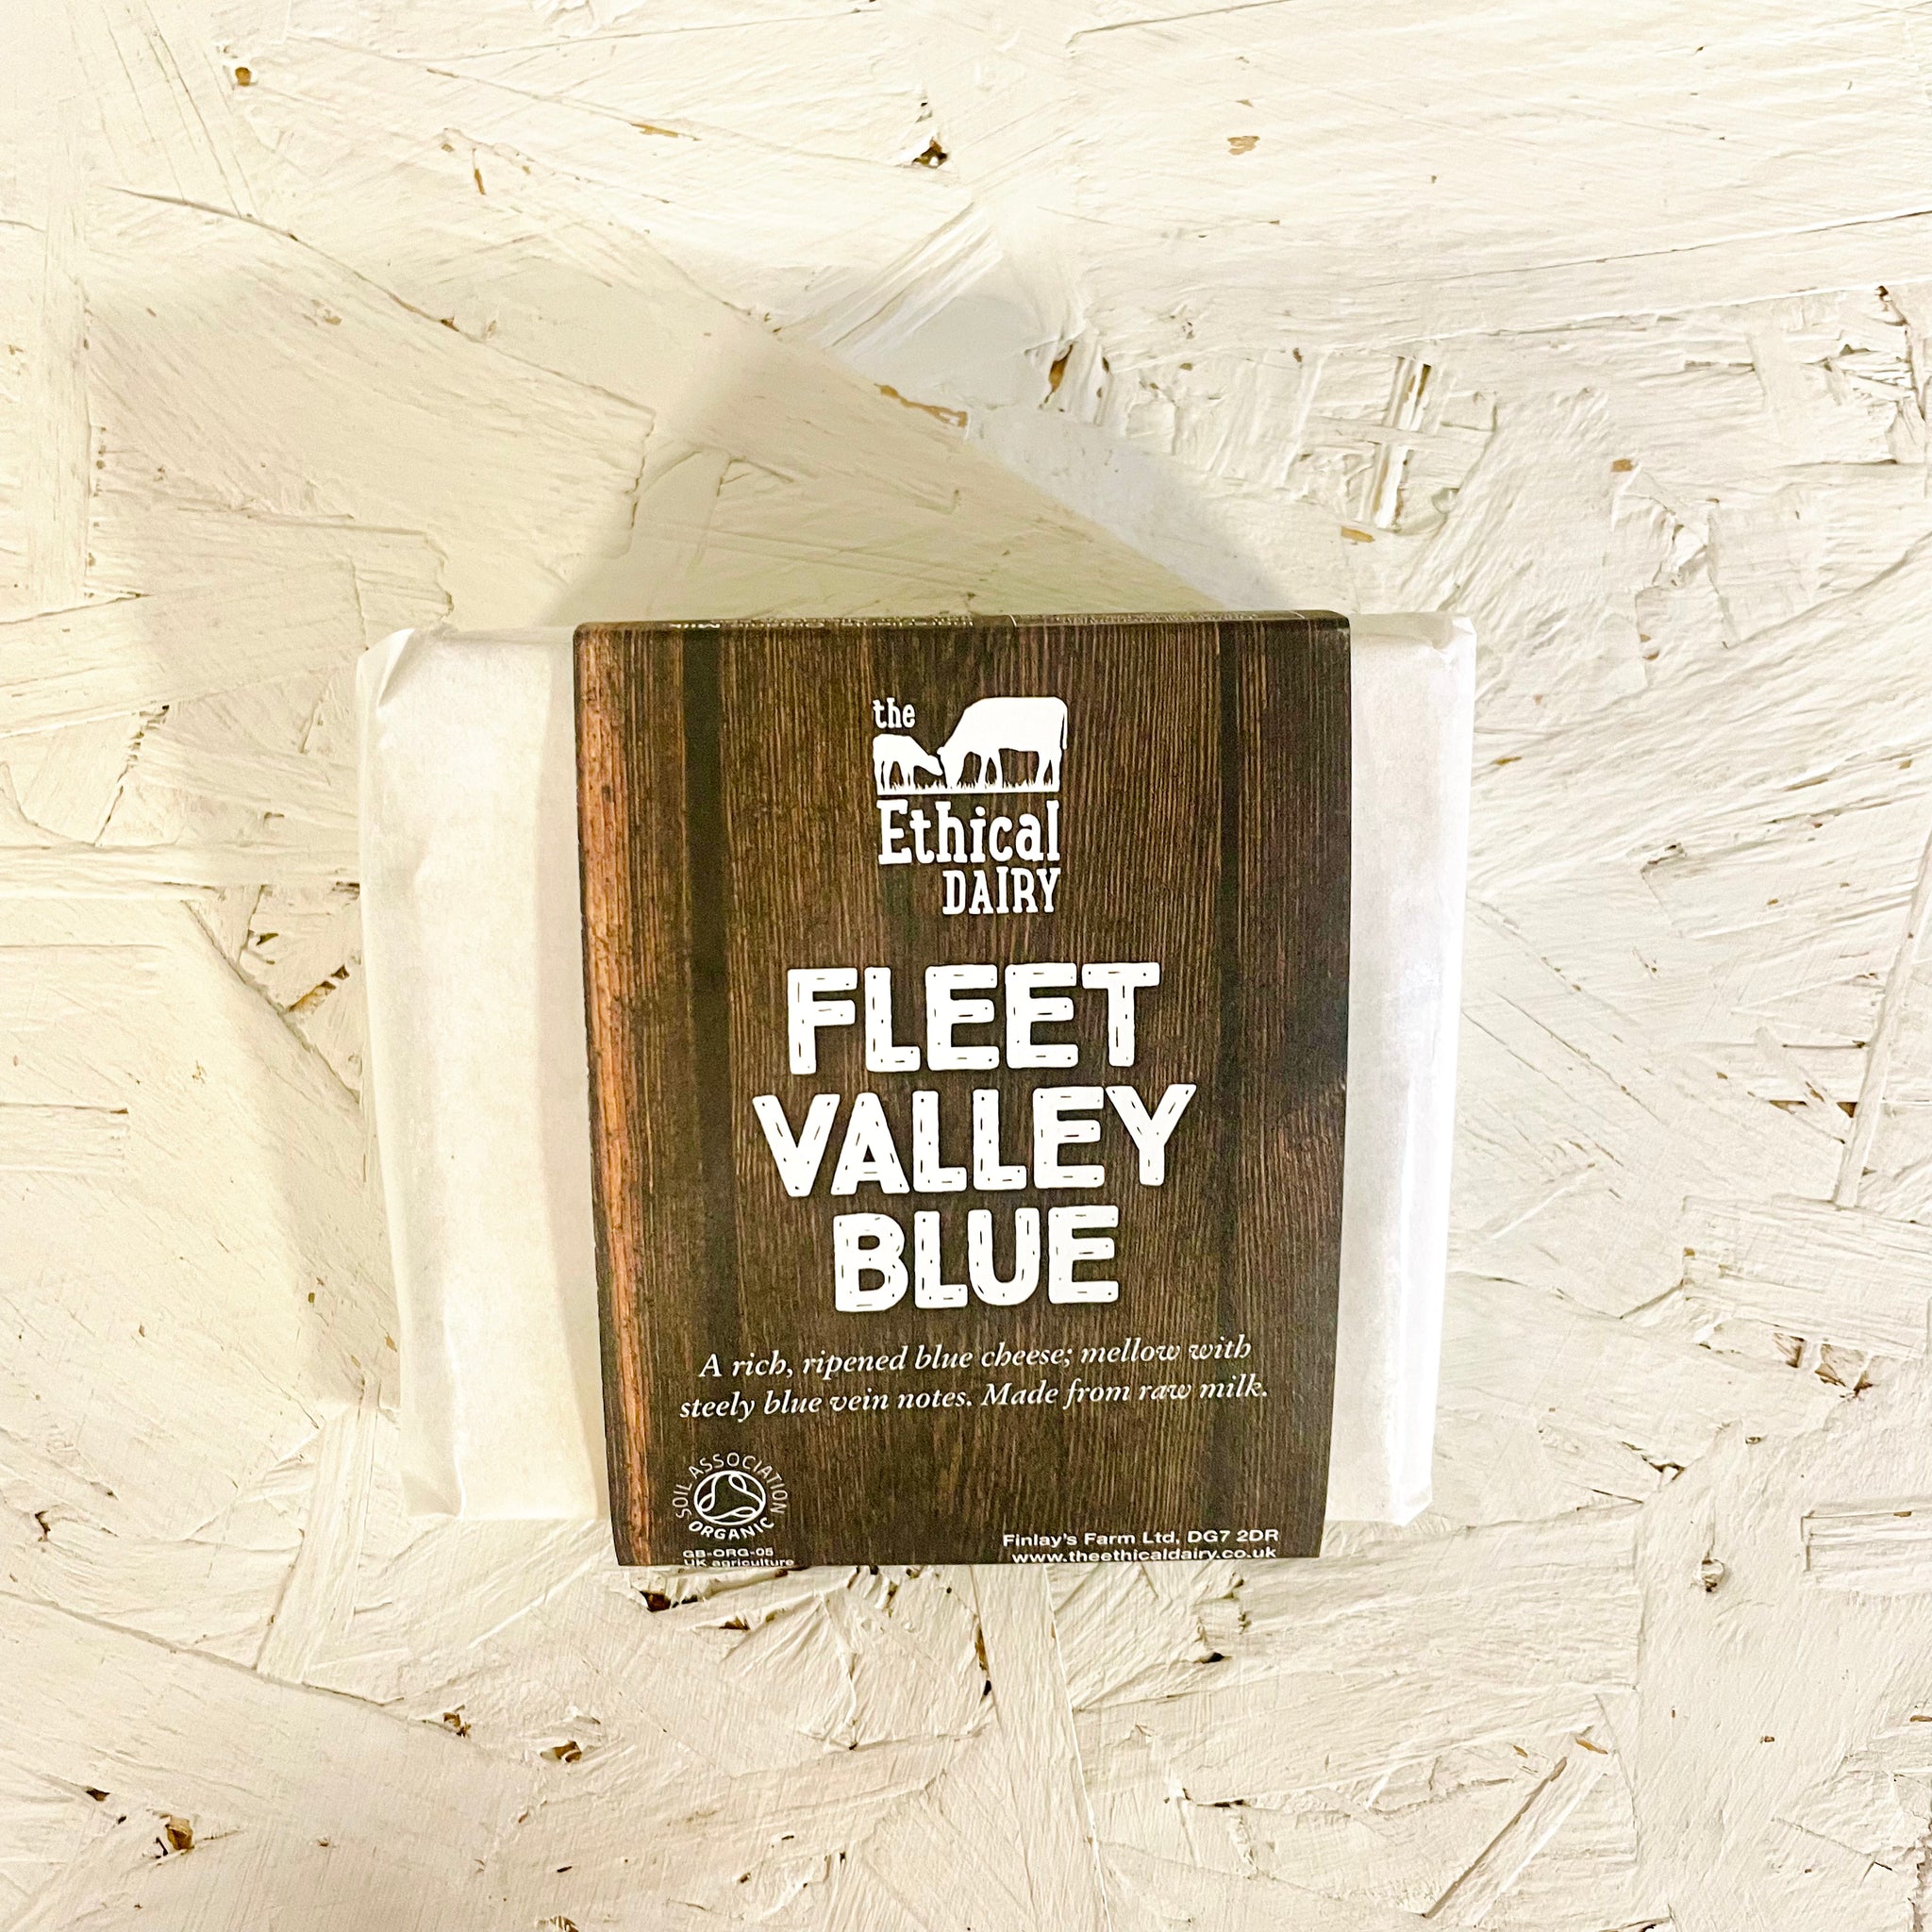 the
Ethical
DAIRY
FLEET
VALLEY
BLUE
A rich, ripened blue cheese; mellow with
steely blue vein notes. Made from raw milk.
SOIL ASSOCIATION
ORGANIC
GB-ORG-05
UK agriculture
Finlay's Farm Ltd, DG7 2DR
www.theethicaldairy.co.uk